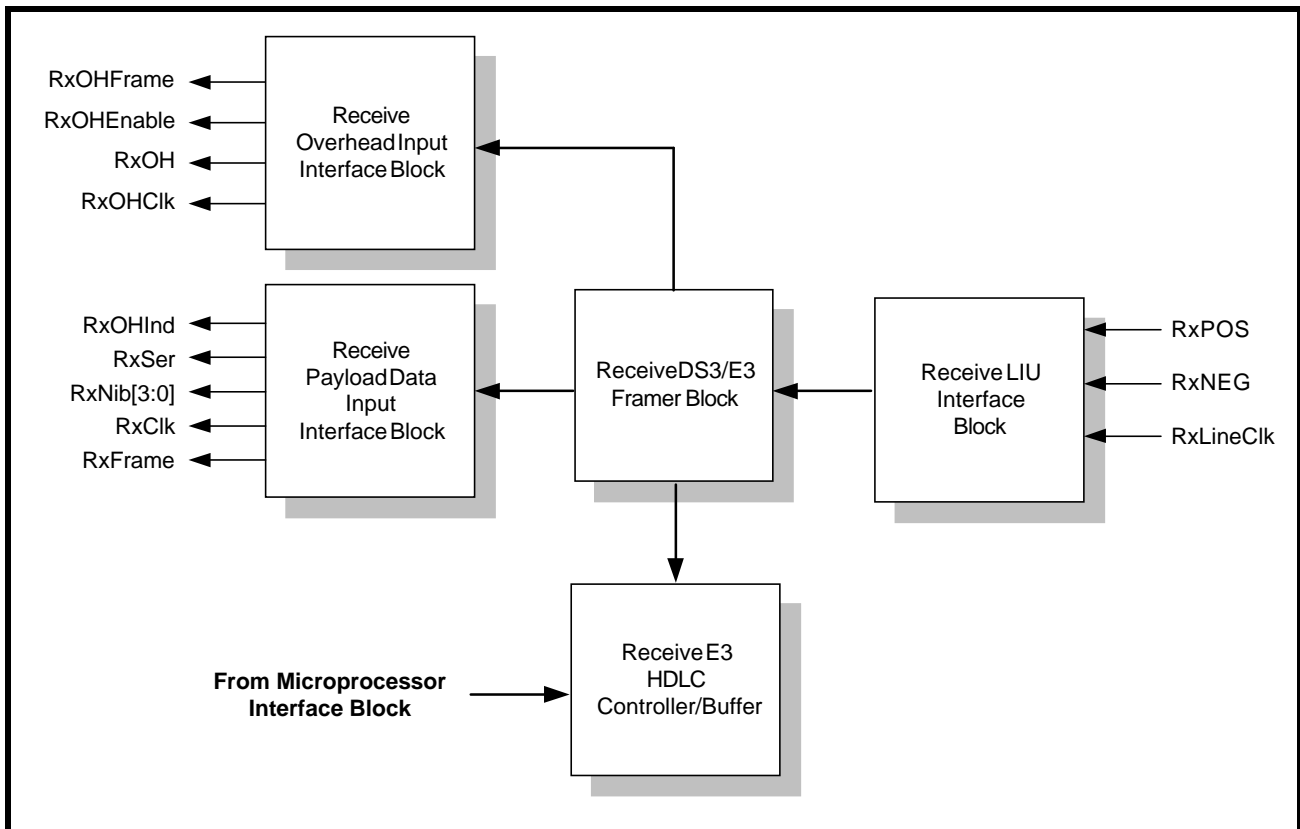 RxOHFrame
RxOHEnable
RxOH
RxOHClk
Receive
Overhead Input
Interface Block
RxOHInd
RxSer
RxNib[3:0]
RxClk
RxFrame
Receive
Payload Data
Input
Interface Block
Receive DS3/E3
Framer Block
Receive LIU
Interface
Block
RxPOS
RxNEG
RxLineClk
From Microprocessor
Interface Block
Receive E3
HDLC
Controller/Buffer